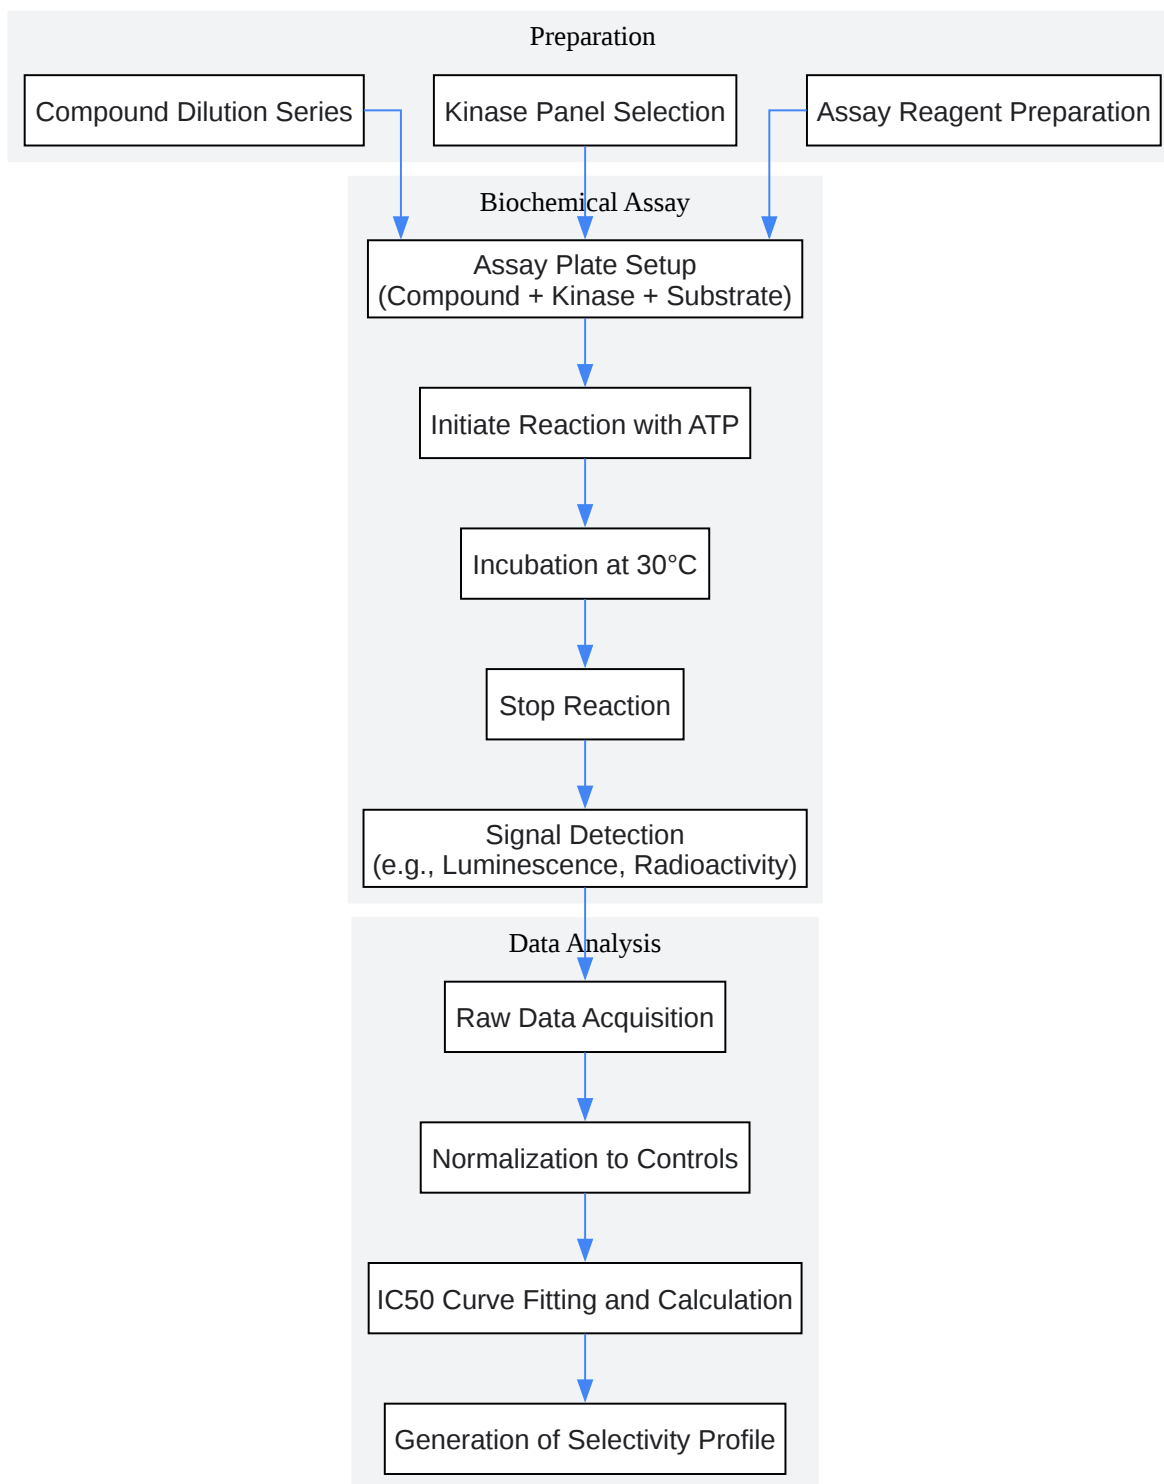 Preparation
Compound Dilution Series
Kinase Panel Selection
Assay Reagent Preparation
Biochemical Assay
Assay Plate Setup
(Compound + Kinase + Substrate)
Initiate Reaction with ATP
Incubation at 30°C
Stop Reaction
Signal Detection
(e.g., Luminescence, Radioactivity)
Data Analysis
Raw Data Acquisition
Normalization to Controls
IC50 Curve Fitting and Calculation
Generation of Selectivity Profile